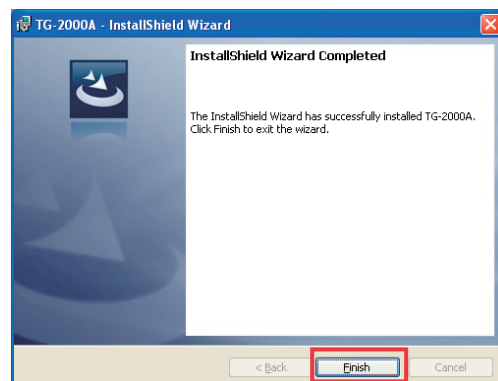 TG-2000A - InstallShield Wizard
InstallShield Wizard Completed
The InstallShield Wizard has successfully installed TG-2000A.
Click Finish to exit the wizard.
< Back
Finish
Cancel